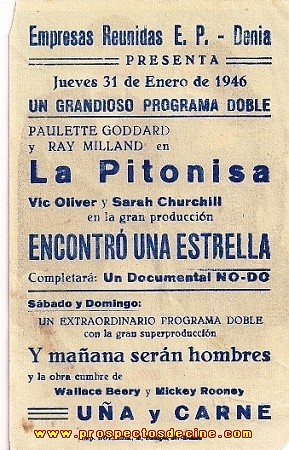 Empresas Reunidas E. P. - Denia
PRESENTA
Jueves 31 de Enero de 1946
UN GRANDIOSO PROGRAMA DOBLE
PAULETTE GODDARD
y RAY MILLAND en
La Pitonisa
Vic Oliver y Sarah Churchill
en la gran producción
ENCONTRÓ UNA ESTRELLA
Completará: Un Documental NO-DO
Sábado y Domingo:
UN EXTRAORDINARIO PROGRAMA DOBLE
con la gran superproducción
Y mañana serán hombres
y la obra cumbre de
Wallace Beery y Mickey Rooney
UÑA y CARNE
www.prospectosdecine.com